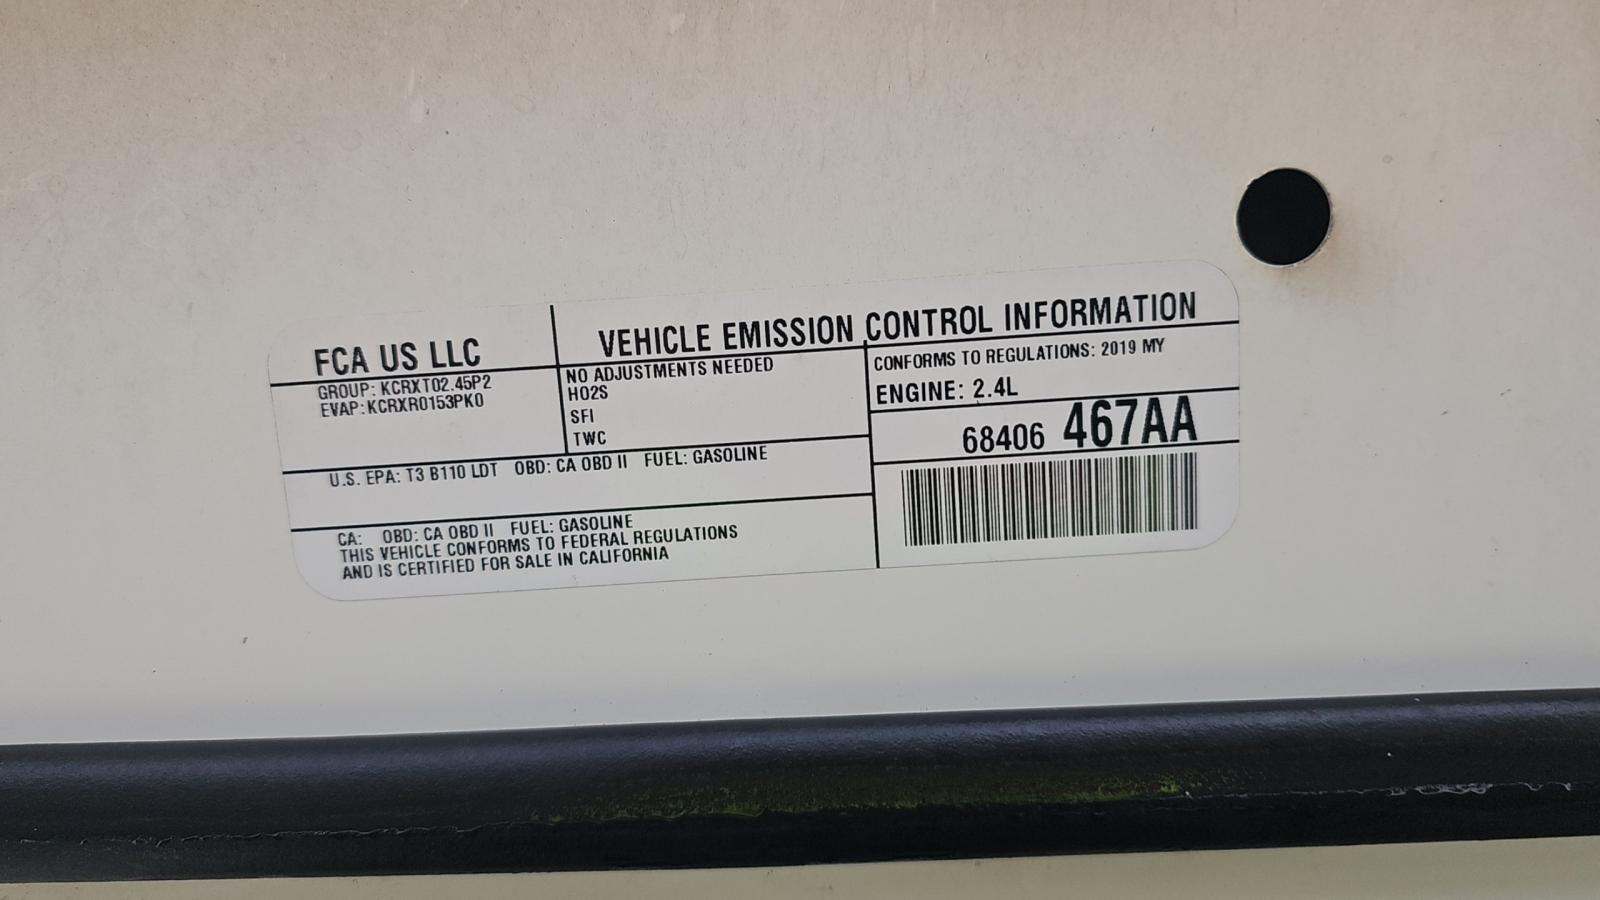 FCA US LLC
VEHICLE EMISSION CONTROL INFORMATION
GROUP: KCRXT02.45P2
EVAP:KCRXR0153PK0
NO ADJUSTMENTS NEEDED
HO2S
SFI
TWC
CONFORMS TO REGULATIONS: 2019 MY
ENGINE: 2.4L
68406 467AA
U.S. EPA: T3 B110 LDT OBD: CA OBD II FUEL: GASOLINE
CA: OBD: CA OBD II FUEL: GASOLINE
THIS VEHICLE CONFORMS TO FEDERAL REGULATIONS
AND IS CERTIFIED FOR SALE IN CALIFORNIA